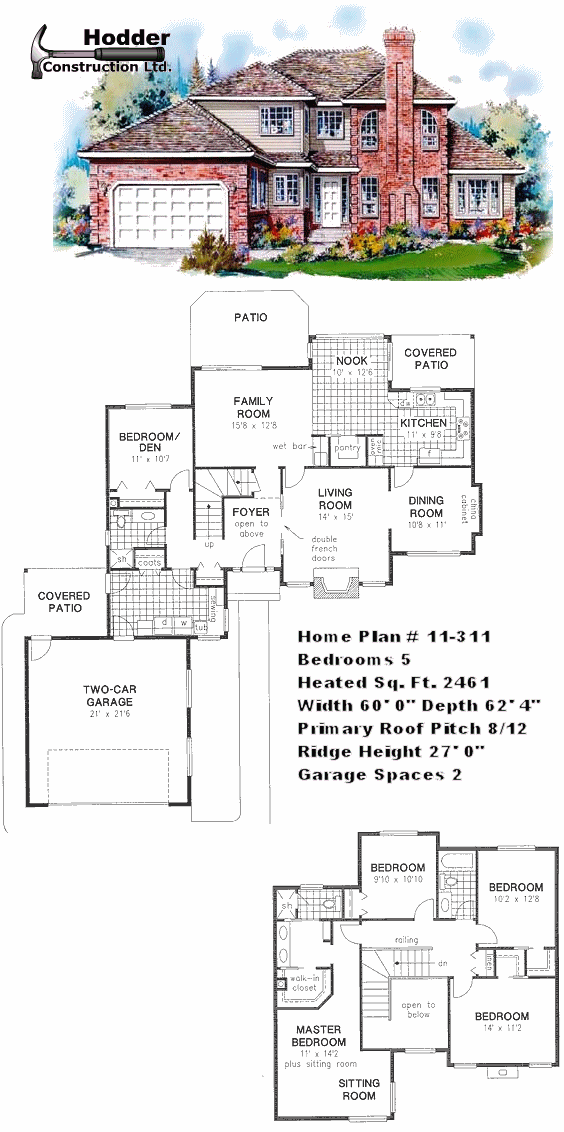 Hodder
Construction Ltd.
PATIO
NOOK
10' x 12'6
COVERED
PATIO
FAMILY
ROOM
15'8 x 12'8
KITCHEN
11' x 9'8
BEDROOM/
DEN
11' x 10'7
wet bar
pantry
oven
d
f
LIVING
ROOM
14' x 15'
DINING
ROOM
10'8 x 11'
china
cabinet
FOYER
open to
above
up
double
french
doors
sh
coats
COVERED
PATIO
d
w
tub
sewing
TWO-CAR
GARAGE
21' x 21'6
Home Plan # 11-311
Bedrooms 5
Heated Sq. Ft. 2461
Width 60' 0" Depth 62' 4"
Primary Roof Pitch 8/12
Ridge Height 27' 0"
Garage Spaces 2
BEDROOM
9'10 x 10'10
BEDROOM
10'2 x 12'8
sh
railing
dn
linen
walk-in
closet
open to
below
BEDROOM
14' x 11'2
MASTER
BEDROOM
11' x 14'2
plus sitting room
SITTING
ROOM